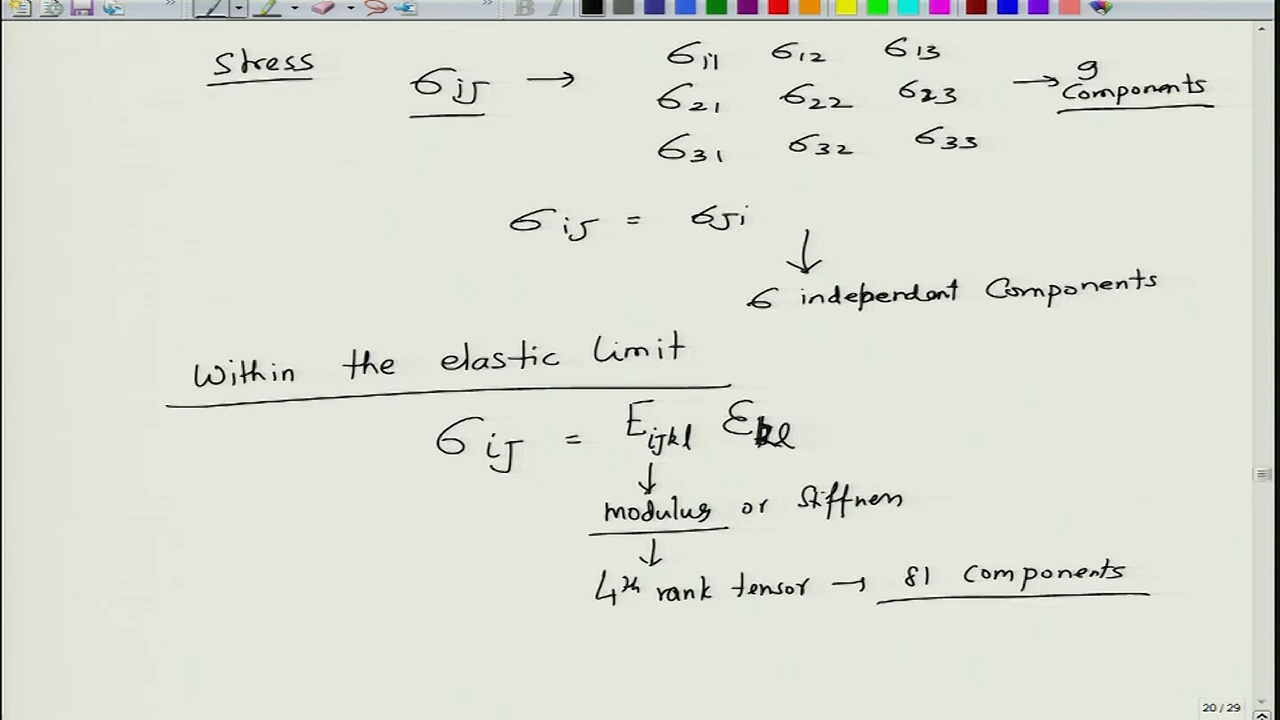 Stress σij → σ11 σ12 σ13 → 9 Components
σ21 σ22 σ23
σ31 σ32 σ33
σij = σji
↓
6 independent Components
Within the elastic limit
σij = Eijkl Ɛkl
↓
modulus or Stiffness
↓
4th rank tensor → 81 components
20 / 29